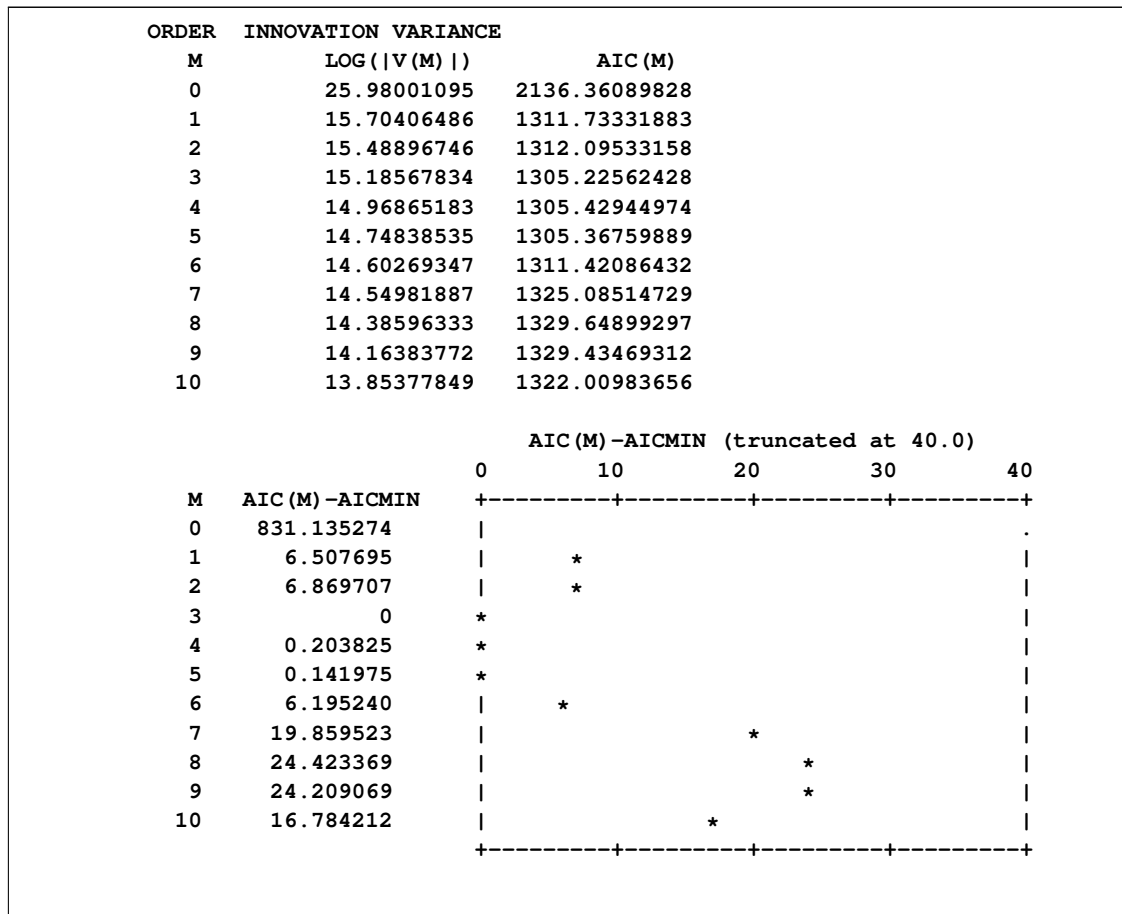 ORDER  INNOVATION VARIANCE
M  LOG(|V(M)|)  AIC(M)
0  25.98001095  2136.36089828
1  15.70406486  1311.73331883
2  15.48896746  1312.09533158
3  15.18567834  1305.22562428
4  14.96865183  1305.42944974
5  14.74838535  1305.36759889
6  14.60269347  1311.42086432
7  14.54981887  1325.08514729
8  14.38596333  1329.64899297
9  14.16383772  1329.43469312
10  13.85377849  1322.00983656
AIC(M)-AICMIN (truncated at 40.0)
0  10  20  30  40
M  AIC(M)-AICMIN  +---------+---------+---------+---------+
0  831.135274  |  .
1  6.507695  |  *  |
2  6.869707  |  *  |
3  0  *  |
4  0.203825  *  |
5  0.141975  *  |
6  6.195240  |  *  |
7  19.859523  |  *  |
8  24.423369  |  *  |
9  24.209069  |  *  |
10  16.784212  |  *  |
+---------+---------+---------+---------+